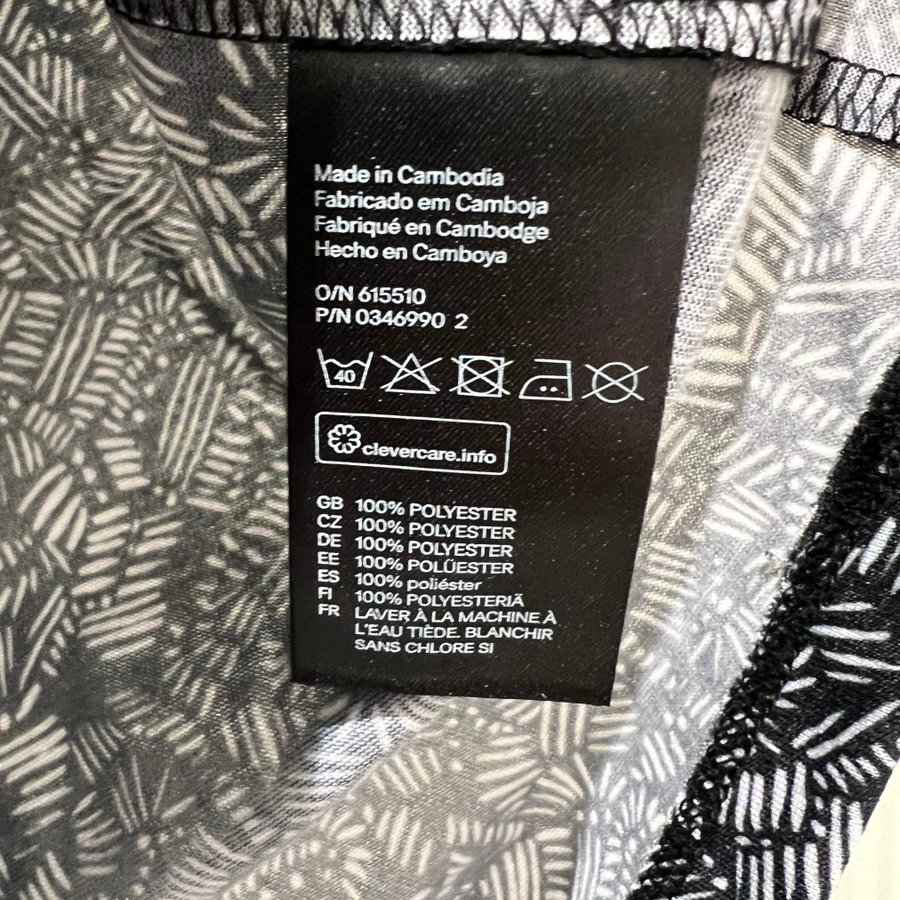 Made in Cambodia
Fabricado em Camboja
Fabriqué en Cambodge
Hecho en Camboya
O/N 615510
P/N 0346990 2
40
clevercare.info
GB 100% POLYESTER
CZ 100% POLYESTER
DE 100% POLYESTER
EE 100% POLÜESTER
ES 100% poliéster
FI 100% POLYESTERIÄ
FR LAVER À LA MACHINE À
L'EAU TIÈDE. BLANCHIR
SANS CHLORE SI